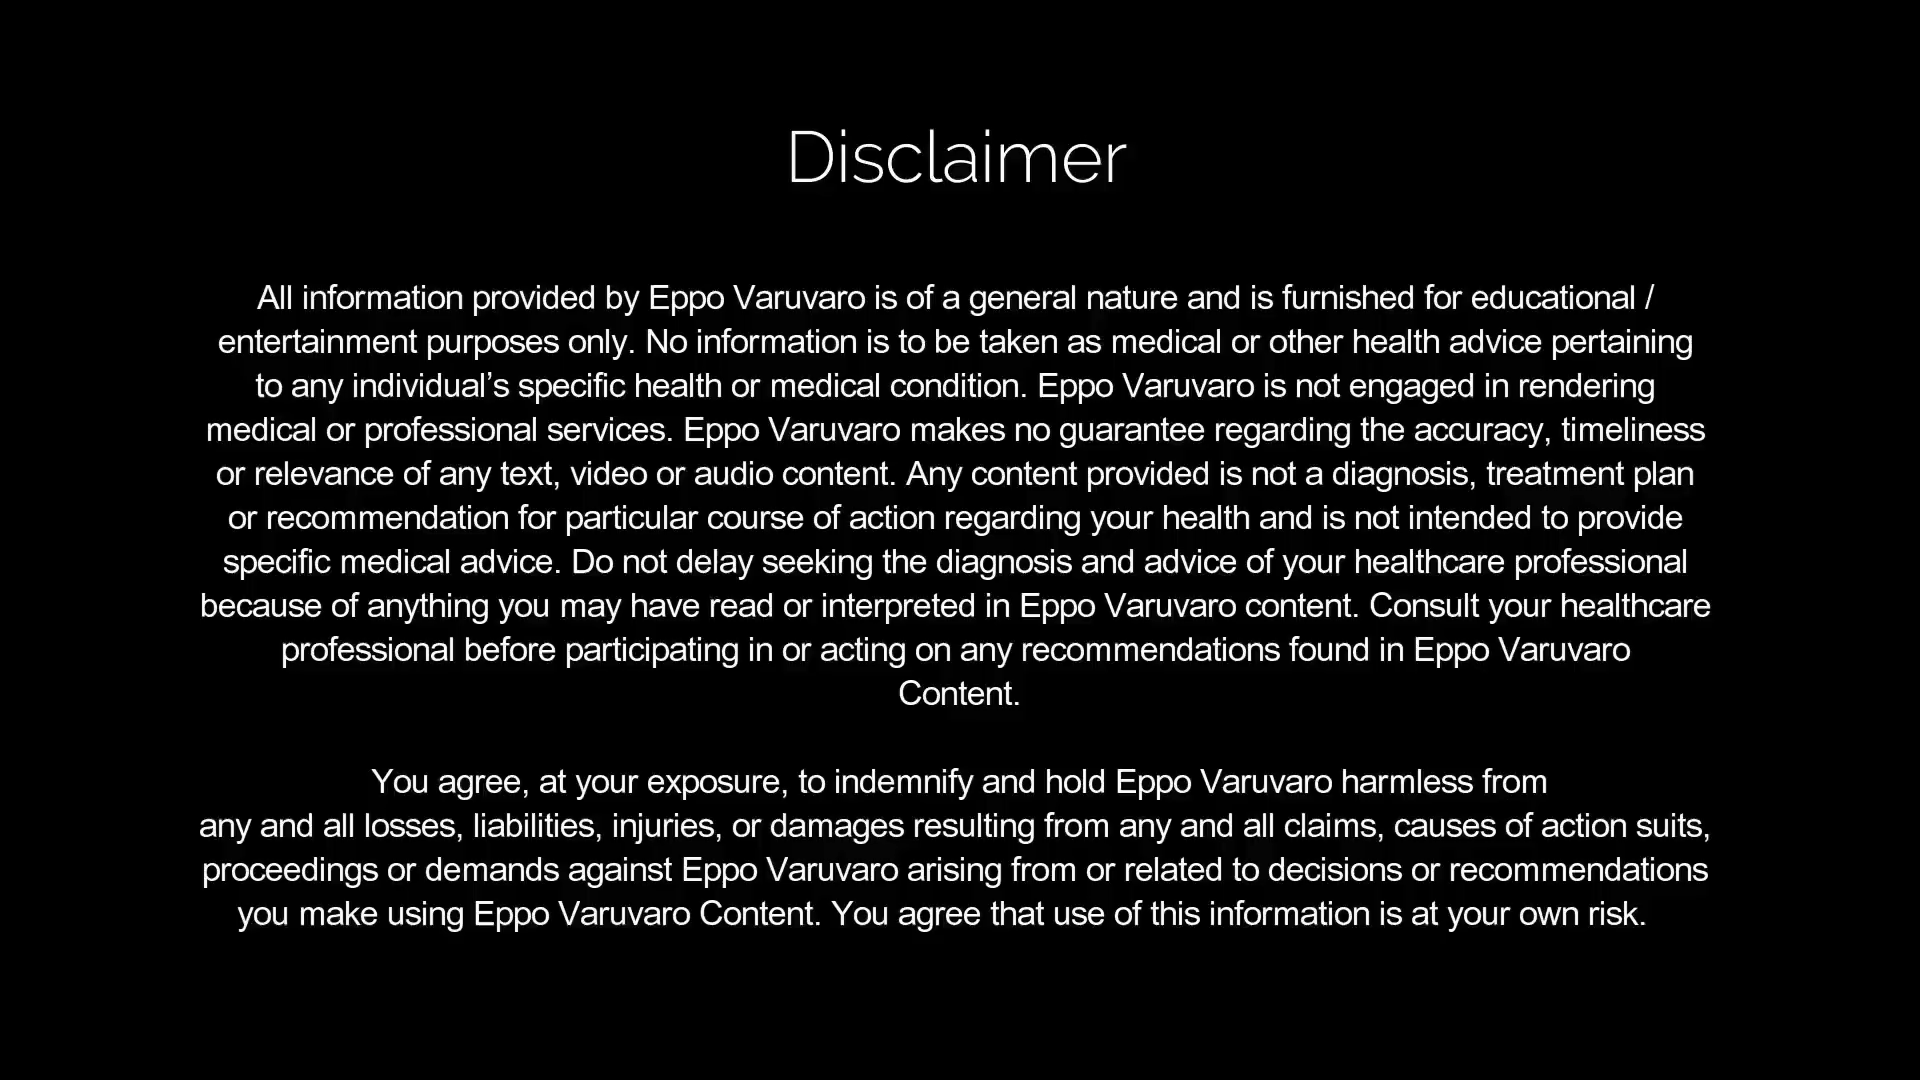 Disclaimer
All information provided by Eppo Varuvaro is of a general nature and is furnished for educational /
entertainment purposes only. No information is to be taken as medical or other health advice pertaining
to any individual’s specific health or medical condition. Eppo Varuvaro is not engaged in rendering
medical or professional services. Eppo Varuvaro makes no guarantee regarding the accuracy, timeliness
or relevance of any text, video or audio content. Any content provided is not a diagnosis, treatment plan
or recommendation for particular course of action regarding your health and is not intended to provide
specific medical advice. Do not delay seeking the diagnosis and advice of your healthcare professional
because of anything you may have read or interpreted in Eppo Varuvaro content. Consult your healthcare
professional before participating in or acting on any recommendations found in Eppo Varuvaro
Content.
You agree, at your exposure, to indemnify and hold Eppo Varuvaro harmless from
any and all losses, liabilities, injuries, or damages resulting from any and all claims, causes of action suits,
proceedings or demands against Eppo Varuvaro arising from or related to decisions or recommendations
you make using Eppo Varuvaro Content. You agree that use of this information is at your own risk.